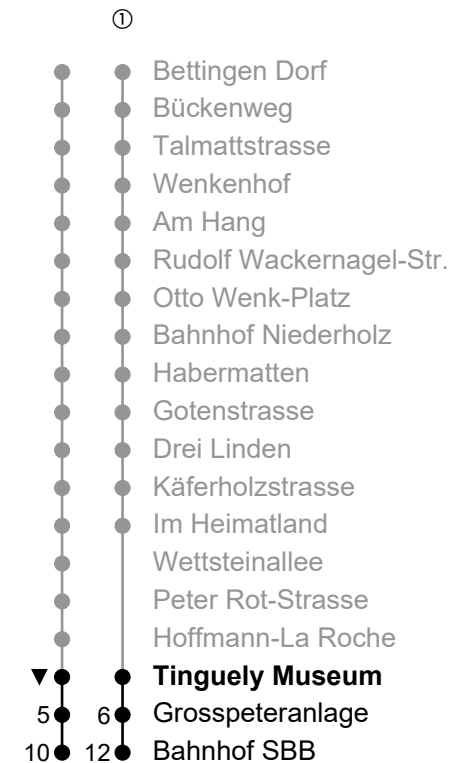 ①
Bettingen Dorf
Bückenweg
Talmattstrasse
Wenkenhof
Am Hang
Rudolf Wackernagel-Str.
Otto Wenk-Platz
Bahnhof Niederholz
Habermatten
Gotenstrasse
Drei Linden
Käferholzstrasse
Im Heimatland
Wettsteinallee
Peter Rot-Strasse
Hoffmann-La Roche
▼ Tinguely Museum
5 6 Grosspeteranlage
10 12 Bahnhof SBB